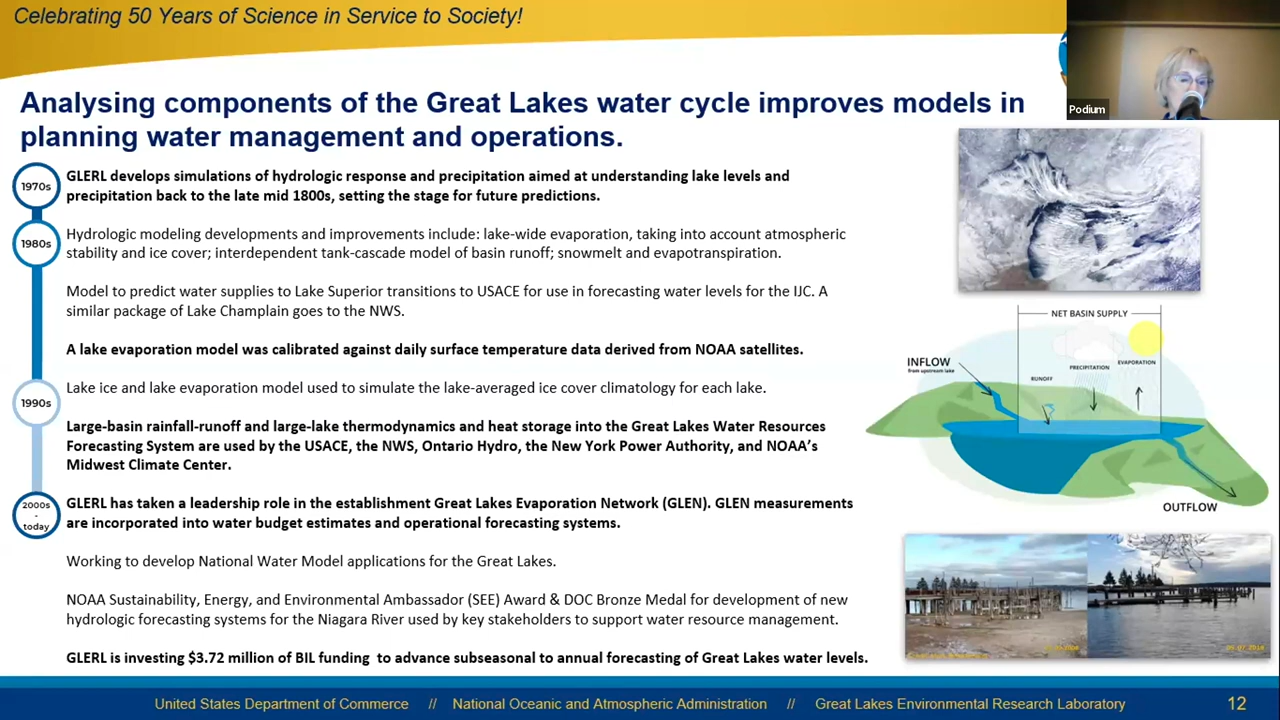 Celebrating 50 Years of Science in Service to Society!
Podium
Analysing components of the Great Lakes water cycle improves models in
planning water management and operations.
1970s
GLERL develops simulations of hydrologic response and precipitation aimed at understanding lake levels and
precipitation back to the late mid 1800s, setting the stage for future predictions.
1980s
Hydrologic modeling developments and improvements include: lake-wide evaporation, taking into account atmospheric
stability and ice cover; interdependent tank-cascade model of basin runoff; snowmelt and evapotranspiration.
Model to predict water supplies to Lake Superior transitions to USACE for use in forecasting water levels for the IJC. A
similar package of Lake Champlain goes to the NWS.
A lake evaporation model was calibrated against daily surface temperature data derived from NOAA satellites.
Lake ice and lake evaporation model used to simulate the lake-averaged ice cover climatology for each lake.
1990s
Large-basin rainfall-runoff and large-lake thermodynamics and heat storage into the Great Lakes Water Resources
Forecasting System are used by the USACE, the NWS, Ontario Hydro, the New York Power Authority, and NOAA's
Midwest Climate Center.
2000s
-
today
GLERL has taken a leadership role in the establishment Great Lakes Evaporation Network (GLEN). GLEN measurements
are incorporated into water budget estimates and operational forecasting systems.
Working to develop National Water Model applications for the Great Lakes.
NOAA Sustainability, Energy, and Environmental Ambassador (SEE) Award & DOC Bronze Medal for development of new
hydrologic forecasting systems for the Niagara River used by key stakeholders to support water resource management.
GLERL is investing $3.72 million of BIL funding to advance subseasonal to annual forecasting of Great Lakes water levels.
NET BASIN SUPPLY
INFLOW
from upstream lake
RUNOFF
PRECIPITATION
EVAPORATION
OUTFLOW
United States Department of Commerce // National Oceanic and Atmospheric Administration // Great Lakes Environmental Research Laboratory
12